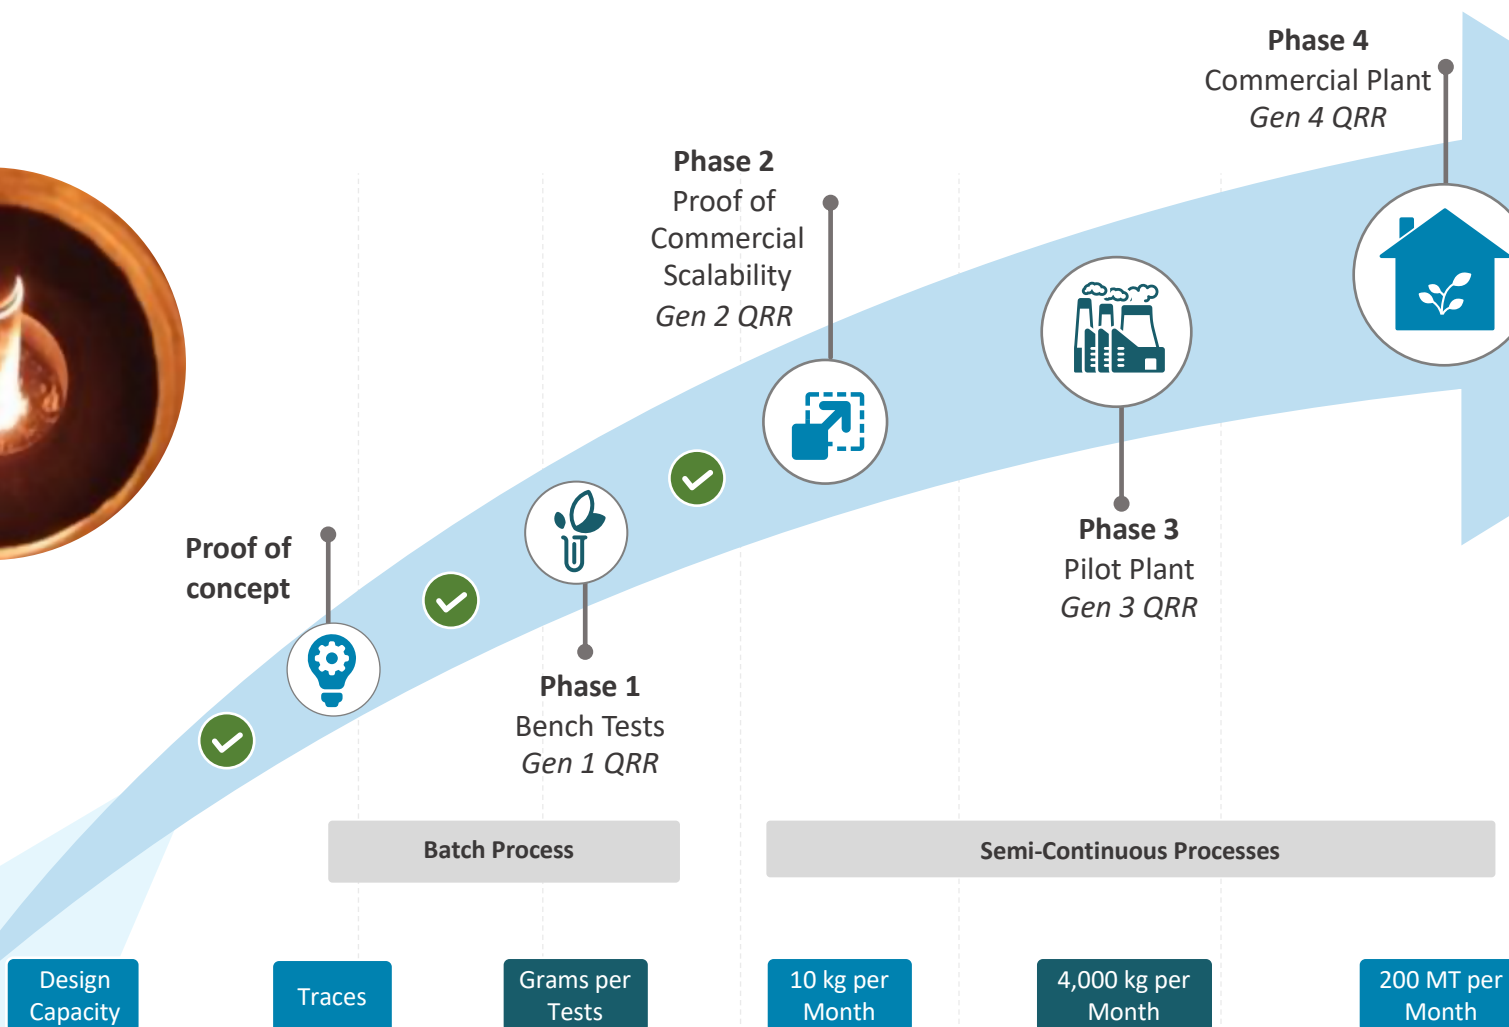 Phase 4
Commercial Plant
Gen 4 QRR
Phase 2
Proof of
Commercial
Scalability
Gen 2 QRR
Proof of
concept
Phase 3
Pilot Plant
Gen 3 QRR
Phase 1
Bench Tests
Gen 1 QRR
Batch Process
Semi-Continuous Processes
Design
Capacity
Traces
Grams per
Tests
10 kg per
Month
4,000 kg per
Month
200 MT per
Month